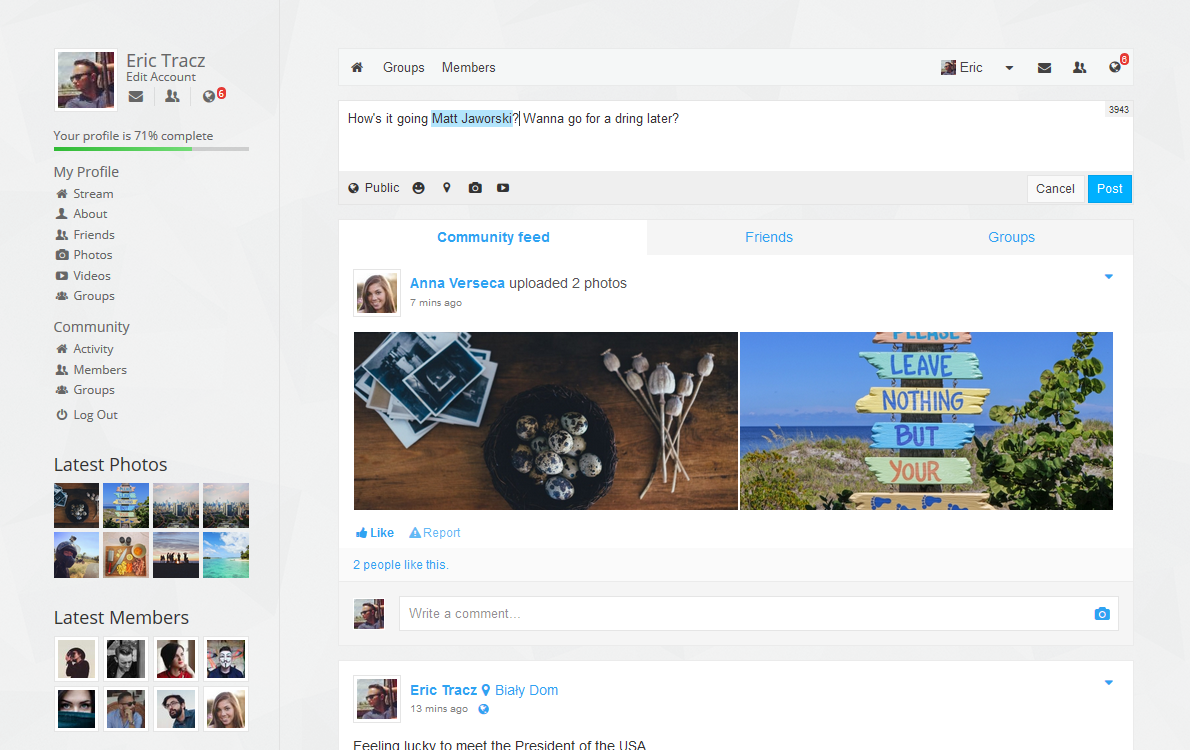 Eric Tracz
Edit Account
6
Your profile is 71% complete
My Profile
Stream
About
Friends
Photos
Videos
Groups
Community
Activity
Members
Groups
Log Out
Latest Photos
Latest Members
Groups Members Eric 6
How's it going Matt Jaworski? Wanna go for a dring later?
3943
Public Cancel Post
Community feed Friends Groups
Anna Verseca uploaded 2 photos
7 mins ago
PLEASE
LEAVE
NOTHING
BUT
YOUR
Like Report
2 people like this.
Write a comment...
Eric Tracz Biały Dom
13 mins ago
Feeling lucky to meet the President of the USA